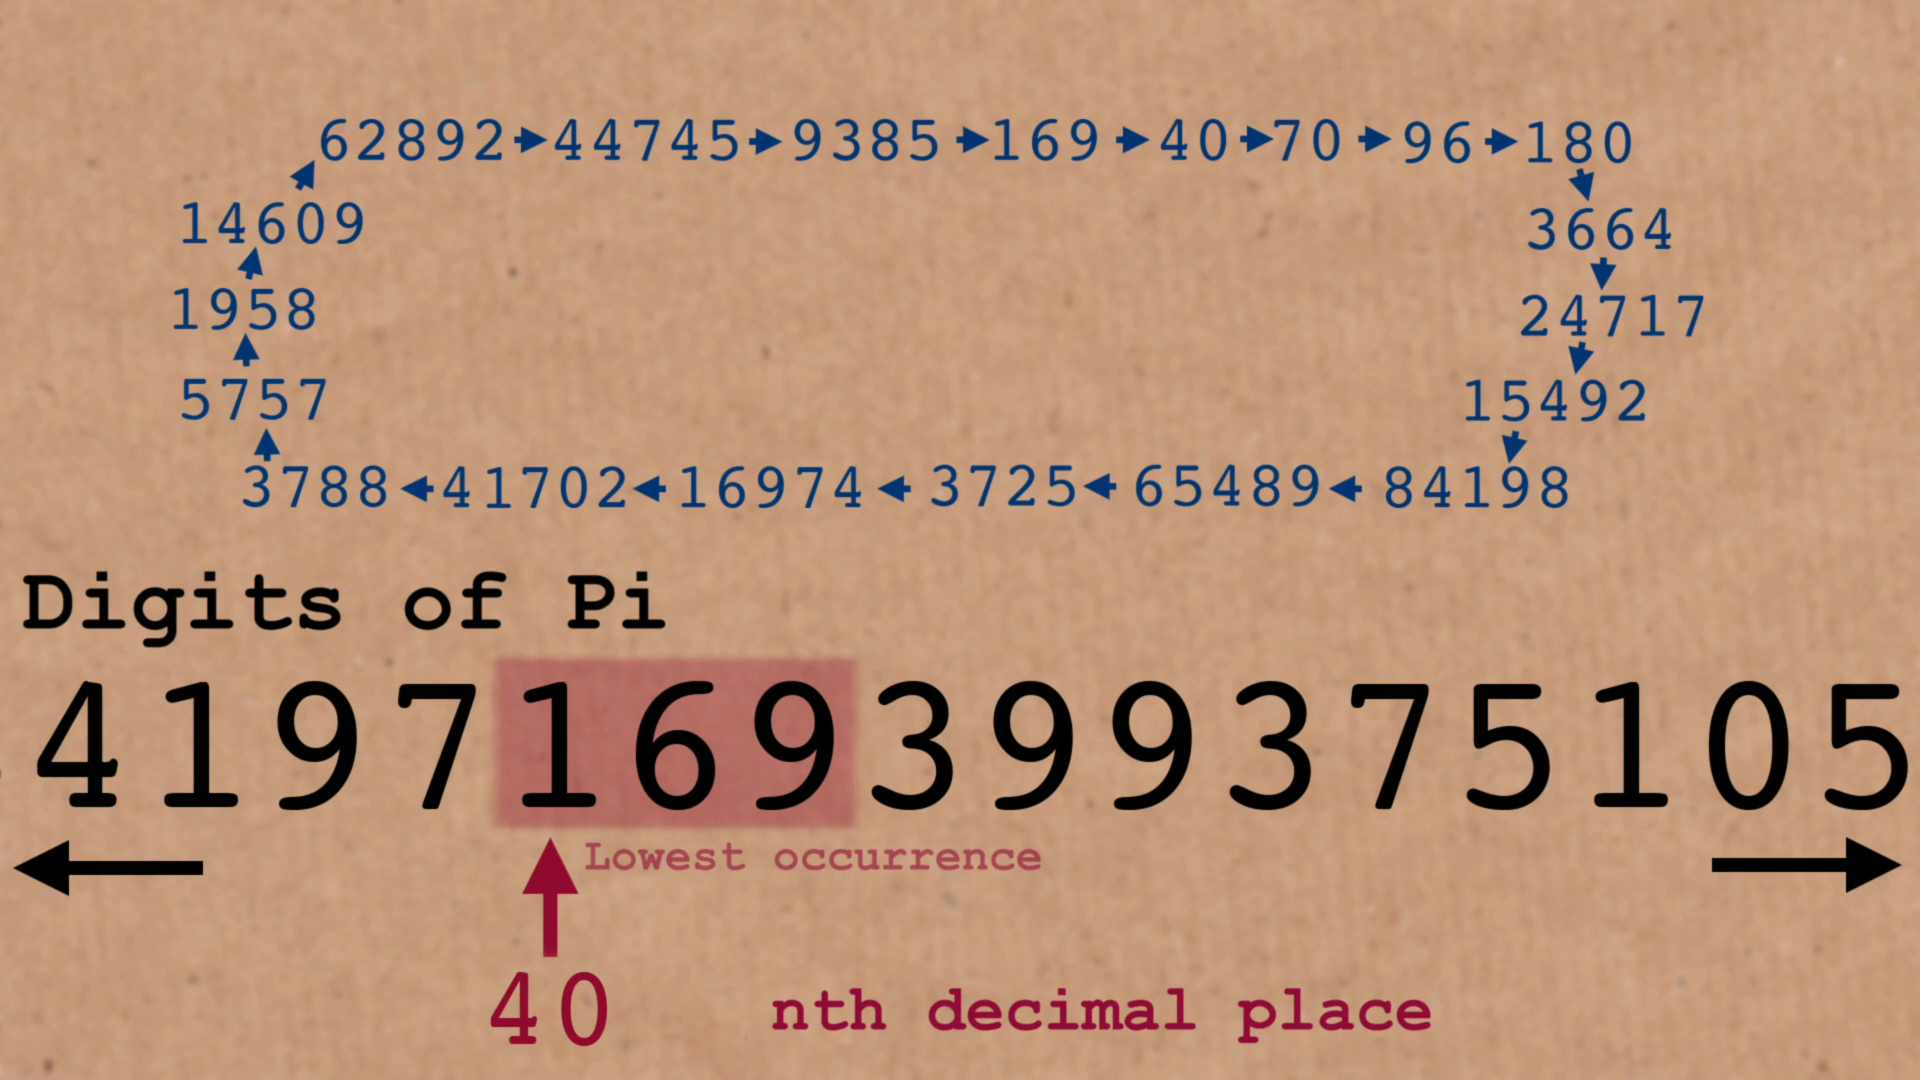 62892 44745 9385 169 40 70 96 180
14609 3664
1958 24717
5757 15492
3788 41702 16974 3725 65489 84198
Digits of Pi
4197169399375105
Lowest occurrence
40 nth decimal place